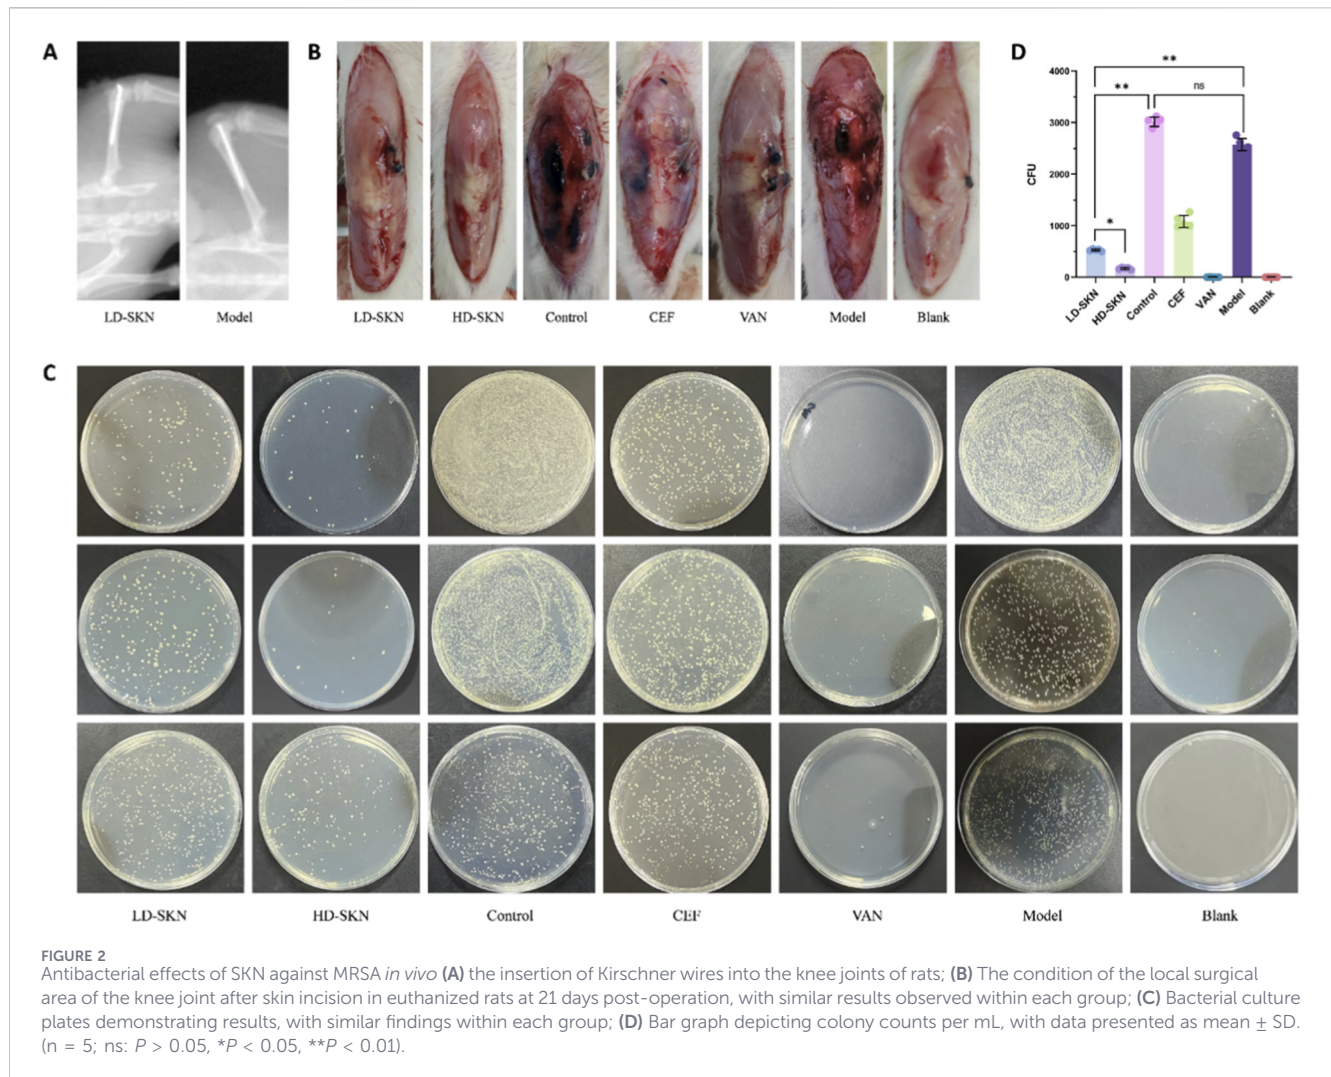 A
B
D
LD-SKN
Model
LD-SKN
HD-SKN
Control
CEF
VAN
Model
Blank
CFU
4000
3000
2000
1000
0
**
**
ns
*
LD-SKN
HD-SKN
Control
CEF
VAN
Model
Blank
C
LD-SKN
HD-SKN
Control
CEF
VAN
Model
Blank
FIGURE 2
Antibacterial effects of SKN against MRSA in vivo (A) the insertion of Kirschner wires into the knee joints of rats; (B) The condition of the local surgical
area of the knee joint after skin incision in euthanized rats at 21 days post-operation, with similar results observed within each group; (C) Bacterial culture
plates demonstrating results, with similar findings within each group; (D) Bar graph depicting colony counts per mL, with data presented as mean ± SD.
(n = 5; ns: P > 0.05, *P < 0.05, **P < 0.01).